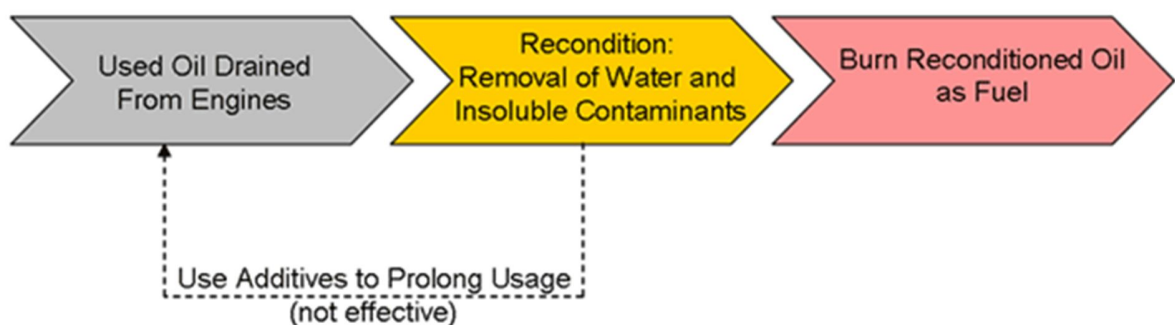 Used Oil Drained
From Engines
Recondition:
Removal of Water and
Insoluble Contaminants
Burn Reconditioned Oil
as Fuel
Use Additives to Prolong Usage
(not effective)